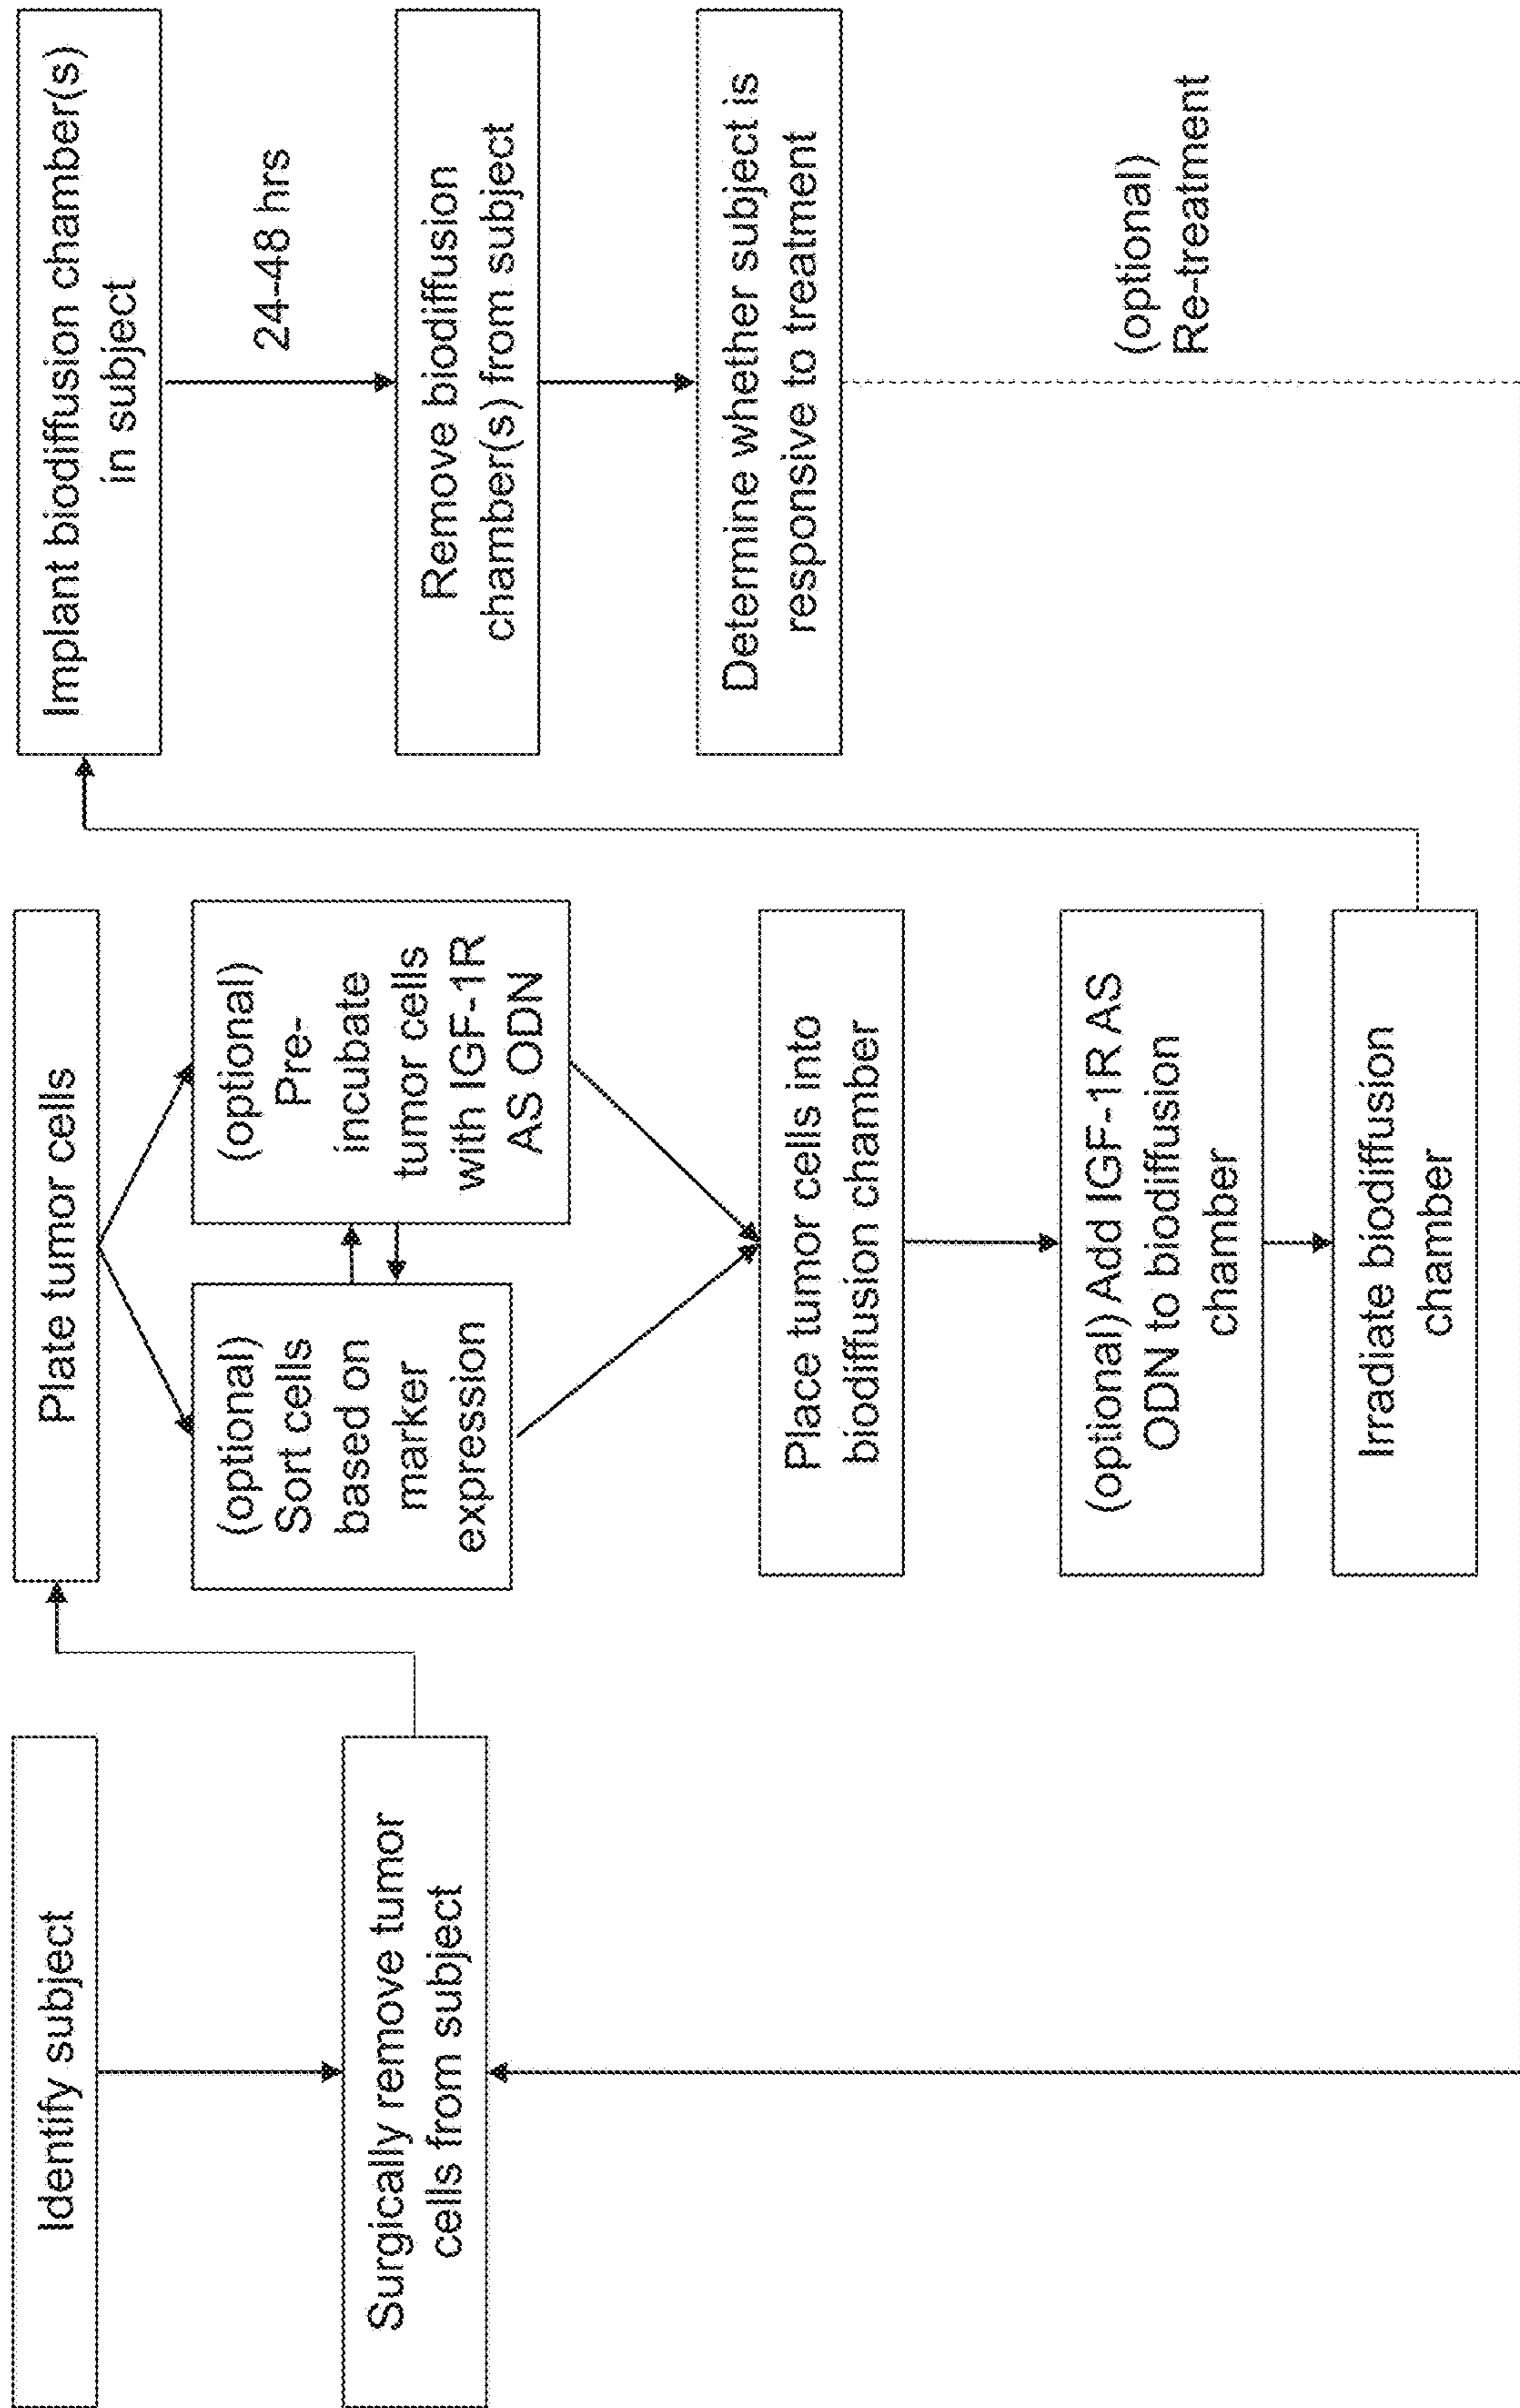 Identify subject
Surgically remove tumor
cells from subject
Plate tumor cells
(optional)
Sort cells
based on
marker
expression
(optional)
Pre-
incubate
tumor cells
with IGF-1R
AS ODN
Place tumor cells into
biodiffusion chamber
(optional) Add IGF-1R AS
ODN to biodiffusion
chamber
Irradiate biodiffusion
chamber
Implant biodiffusion chamber(s)
in subject
24-48 hrs
Remove biodiffusion
chamber(s) from subject
Determine whether subject is
responsive to treatment
(optional)
Re-treatment